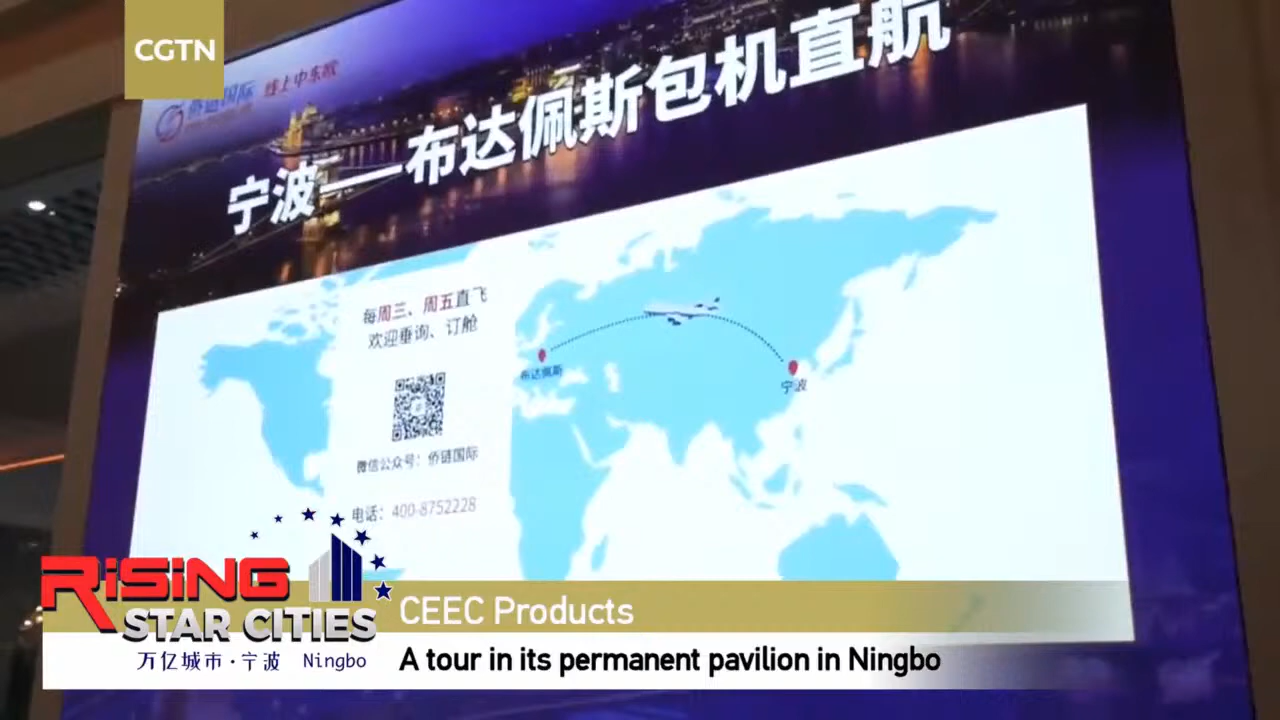 CGTN
侨链国际 线上中东欧
宁波——布达佩斯包机直航
每周三、周五直飞
欢迎垂询、订舱
布达佩斯
宁波
微信公众号：侨链国际
电话：400-8752228
RiSiNG
STAR CITIES
万亿城市·宁波 Ningbo
CEEC Products
A tour in its permanent pavilion in Ningbo